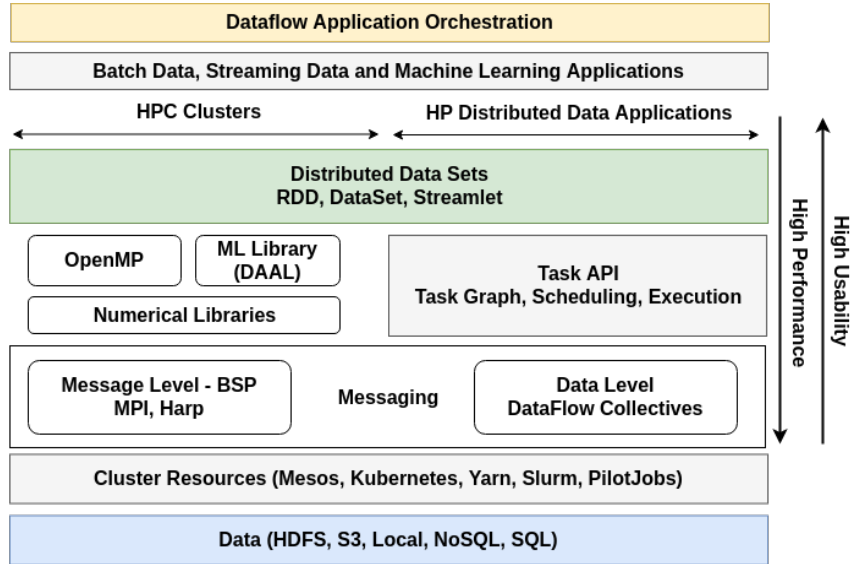 Dataflow Application Orchestration
Batch Data, Streaming Data and Machine Learning Applications
HPC Clusters
HP Distributed Data Applications
Distributed Data Sets
RDD, DataSet, Streamlet
OpenMP
ML Library
(DAAL)
Numerical Libraries
Task API
Task Graph, Scheduling, Execution
Message Level - BSP
MPI, Harp
Messaging
Data Level
DataFlow Collectives
High Performance
High Usability
Cluster Resources (Mesos, Kubernetes, Yarn, Slurm, PilotJobs)
Data (HDFS, S3, Local, NoSQL, SQL)